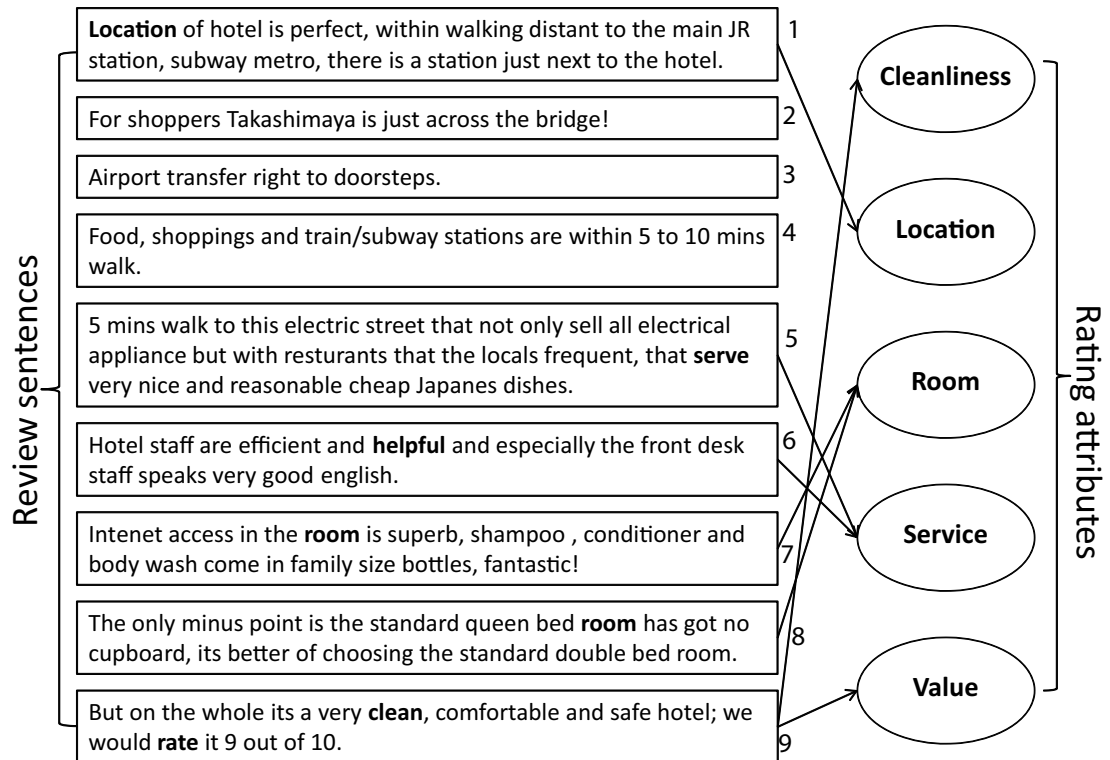 Review sentences
Location of hotel is perfect, within walking distant to the main JR
station, subway metro, there is a station just next to the hotel.
1
For shoppers Takashimaya is just across the bridge!
2
Airport transfer right to doorsteps.
3
Food, shoppings and train/subway stations are within 5 to 10 mins
walk.
4
5 mins walk to this electric street that not only sell all electrical
appliance but with resturants that the locals frequent, that serve
very nice and reasonable cheap Japanes dishes.
5
Hotel staff are efficient and helpful and especially the front desk
staff speaks very good english.
6
Intenet access in the room is superb, shampoo , conditioner and
body wash come in family size bottles, fantastic!
7
The only minus point is the standard queen bed room has got no
cupboard, its better of choosing the standard double bed room.
8
But on the whole its a very clean, comfortable and safe hotel; we
would rate it 9 out of 10.
9
Cleanliness
Location
Room
Service
Value
Rating attributes